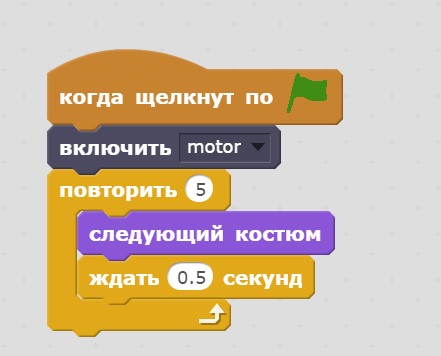 когда щелкнут по
включить motor
повторить 5
следующий костюм
ждать 0.5 секунд